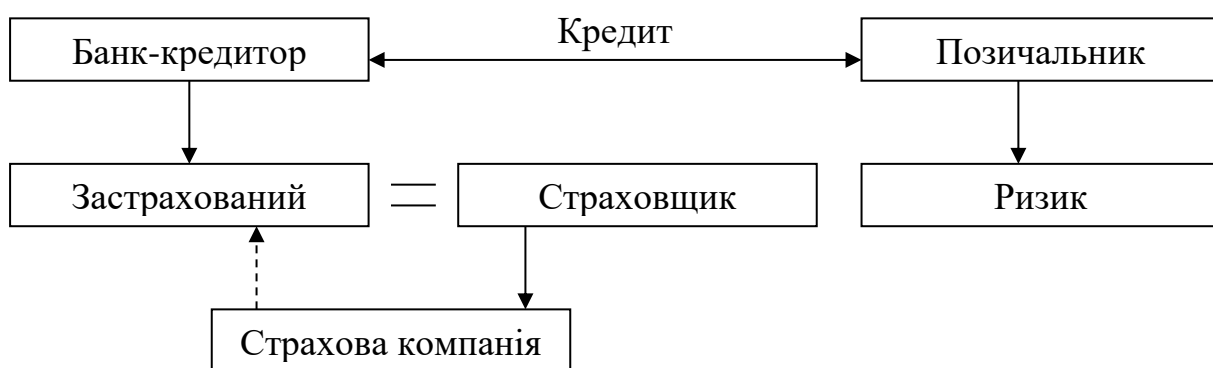 Кредит
Банк-кредитор
Позичальник
Застрахований
Страховщик
Ризик
Страхова компанія